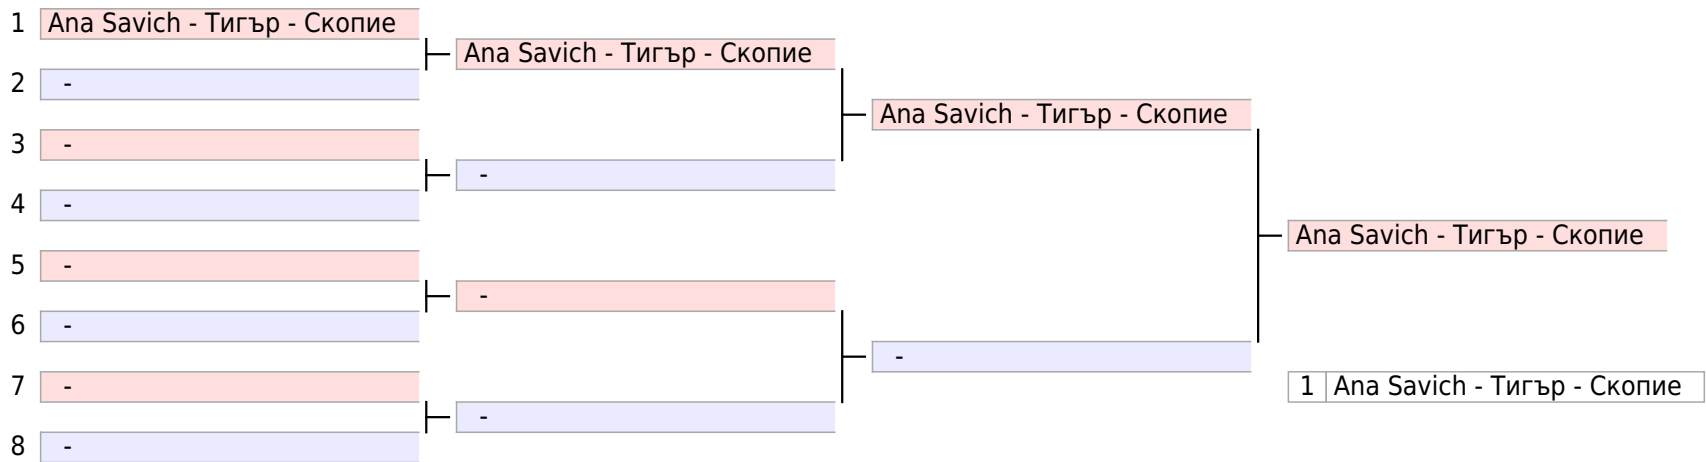 1 Ana Savich - Тигър - Скопие
2 -
3 -
4 -
5 -
6 -
7 -
8 -
Ana Savich - Тигър - Скопие
-
-
-
Ana Savich - Тигър - Скопие
-
Ana Savich - Тигър - Скопие
1 Ana Savich - Тигър - Скопие